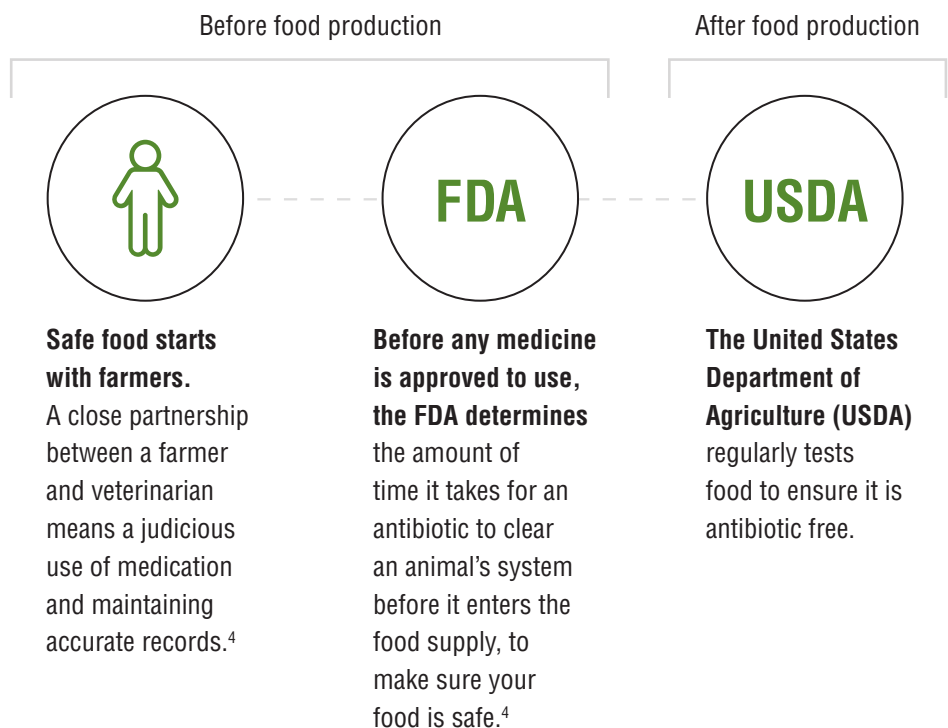 Before food production
After food production
FDA
USDA
Safe food starts
with farmers.
A close partnership
between a farmer
and veterinarian
means a judicious
use of medication
and maintaining
accurate records.4
Before any medicine
is approved to use,
the FDA determines
the amount of
time it takes for an
antibiotic to clear
an animal’s system
before it enters the
food supply, to
make sure your
food is safe.4
The United States
Department of
Agriculture (USDA)
regularly tests
food to ensure it is
antibiotic free.